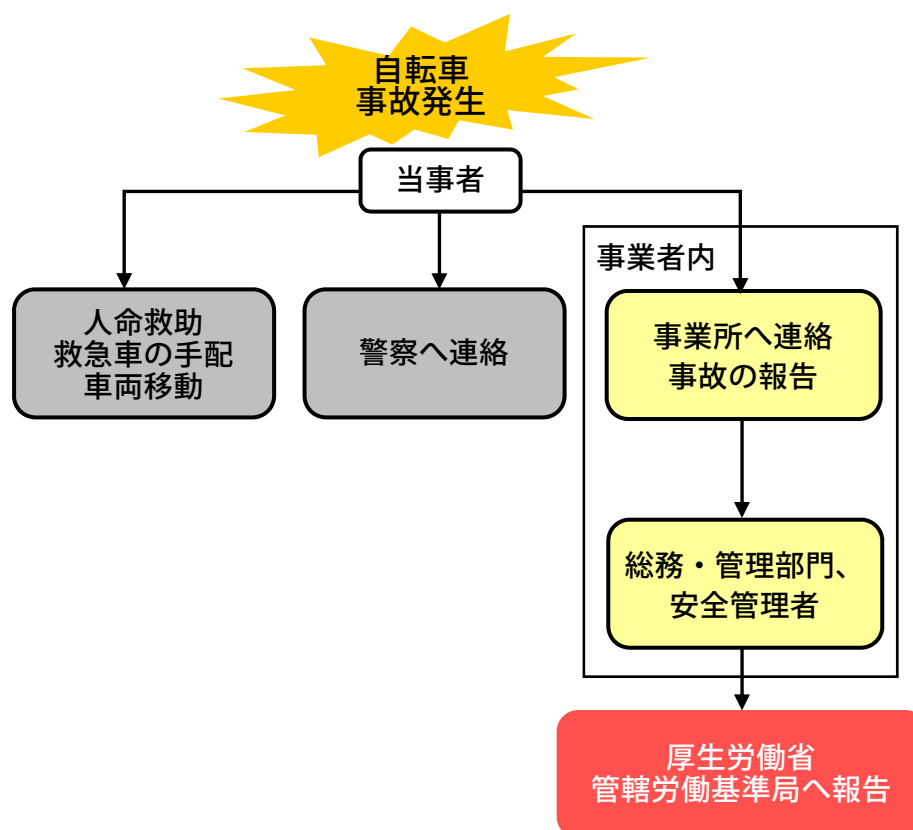 自転車
事故発生
当事者
事業者内
人命救助
救急車の手配
車両移動
警察へ連絡
事業所へ連絡
事故の報告
総務・管理部門、
安全管理者
厚生労働省
管轄労働基準局へ報告